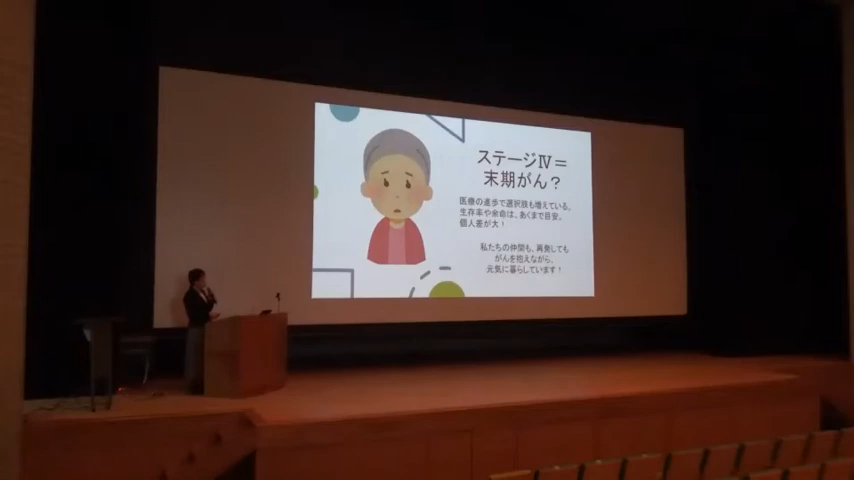 ステージⅣ＝
末期がん？
医療の進歩で選択肢も増えている。
生存率や余命は、あくまで目安。
個人差が大！
私たちの仲間も、再発しても
がんを抱えながら、
元気に暮らしています！